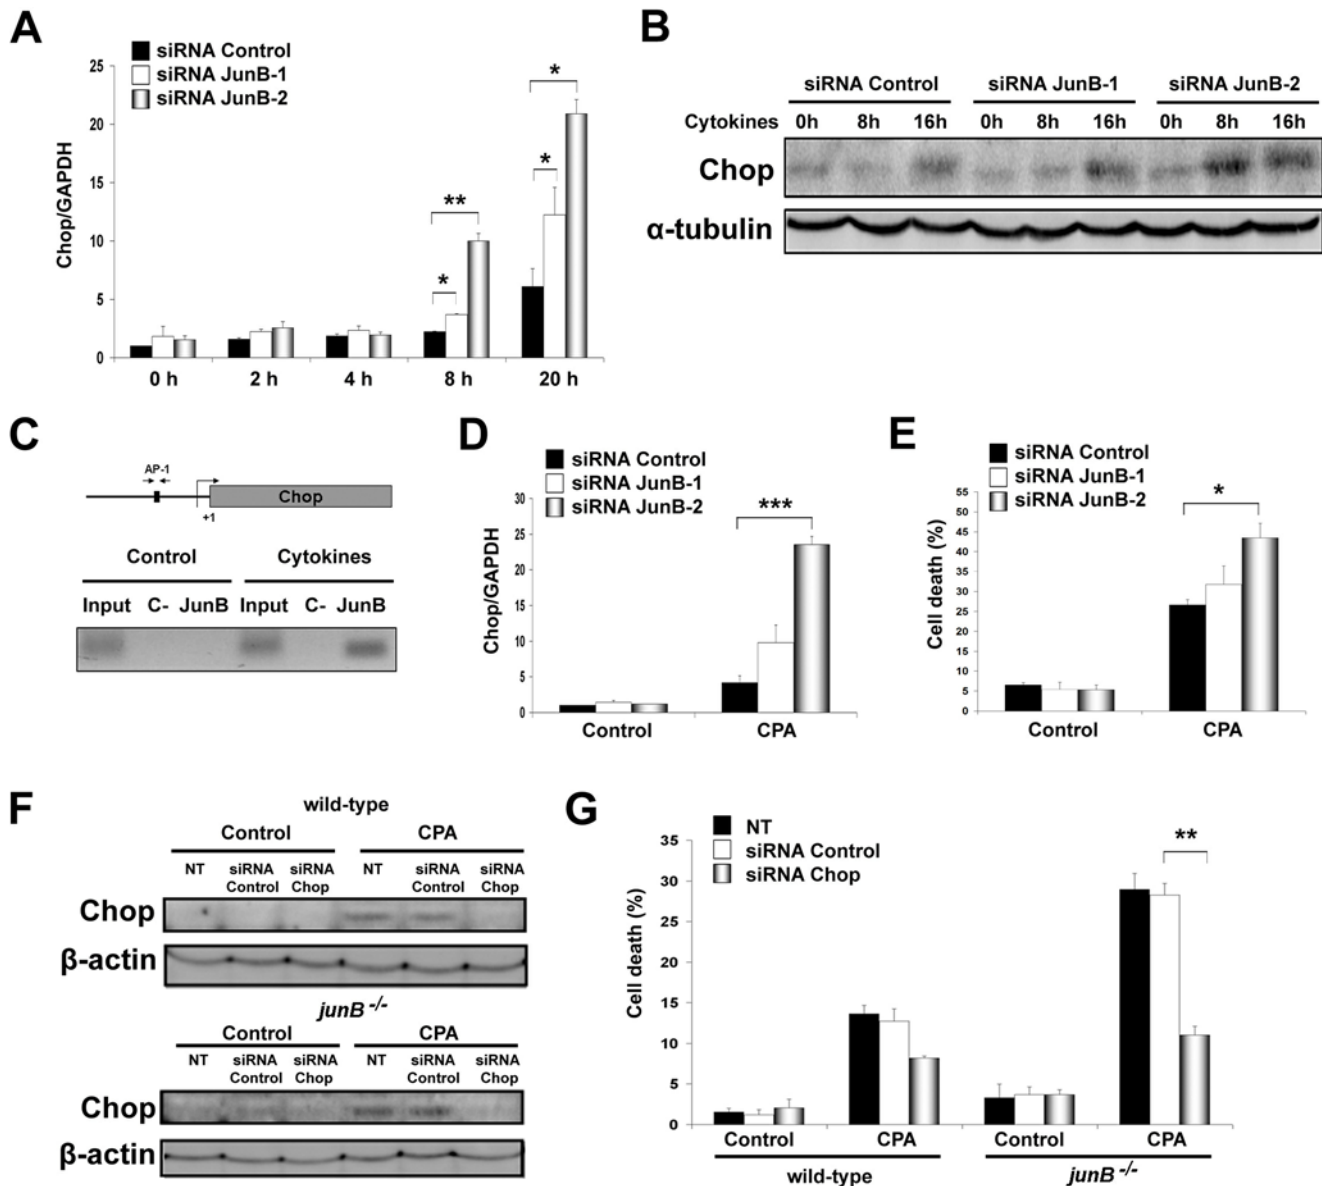 A
siRNA Control
siRNA JunB-1
siRNA JunB-2
Chop/GAPDH
25
20
15
10
5
0
*
**
*
*
*
0 h 2 h 4 h 8 h 20 h
B
siRNA Control siRNA JunB-1 siRNA JunB-2
Cytokines 0h 8h 16h 0h 8h 16h 0h 8h 16h
Chop
α-tubulin
C
AP-1
Chop
+1
Control Cytokines
Input C- JunB Input C- JunB
D
siRNA Control
siRNA JunB-1
siRNA JunB-2
Chop/GAPDH
30
25
20
15
10
5
0
***
Control CPA
E
siRNA Control
siRNA JunB-1
siRNA JunB-2
Cell death (%)
55
50
45
40
35
30
25
20
15
10
5
0
*
Control CPA
F
wild-type
Control CPA
NT siRNA Control siRNA Chop NT siRNA Control siRNA Chop
Chop
β-actin
junB -/-
Control CPA
NT siRNA Control siRNA Chop NT siRNA Control siRNA Chop
Chop
β-actin
G
NT
siRNA Control
siRNA Chop
Cell death (%)
35
30
25
20
15
10
5
0
**
Control CPA Control CPA
wild-type junB -/-